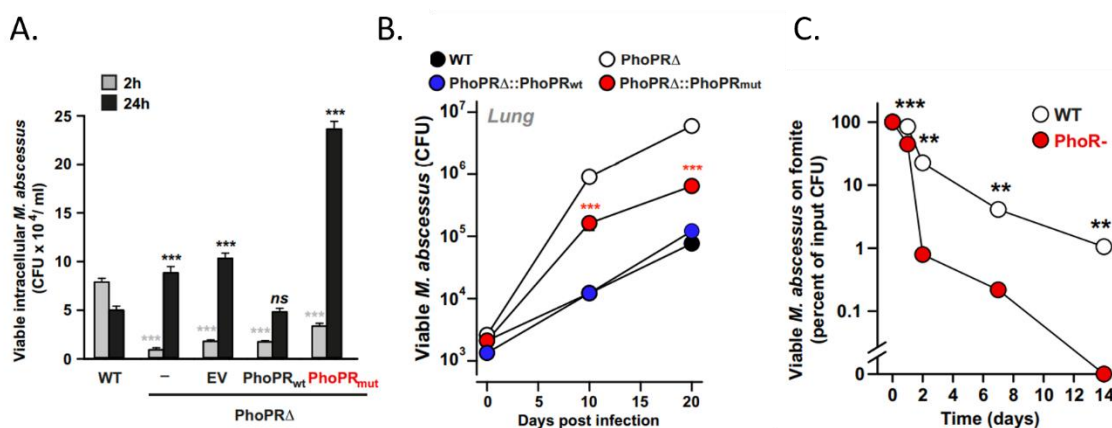 A.
2h
24h
Viable intracellular M. abscessus
(CFU x 10⁴/ ml)
25
20
15
10
5
0
***
***
ns
***
***
***
***
***
WT
–
EV
PhoPRwt
PhoPRmut
PhoPRΔ
B.
WT
PhoPRΔ
PhoPRΔ::PhoPRwt
PhoPRΔ::PhoPRmut
Lung
Viable M. abscessus (CFU)
10⁷
10⁶
10⁵
10⁴
10³
***
***
0
5
10
15
20
Days post infection
C.
WT
PhoR-
Viable M. abscessus on fomite
(percent of input CFU)
100
10
1
0.1
0
***
**
**
**
0
2
4
6
8
10
12
14
Time (days)